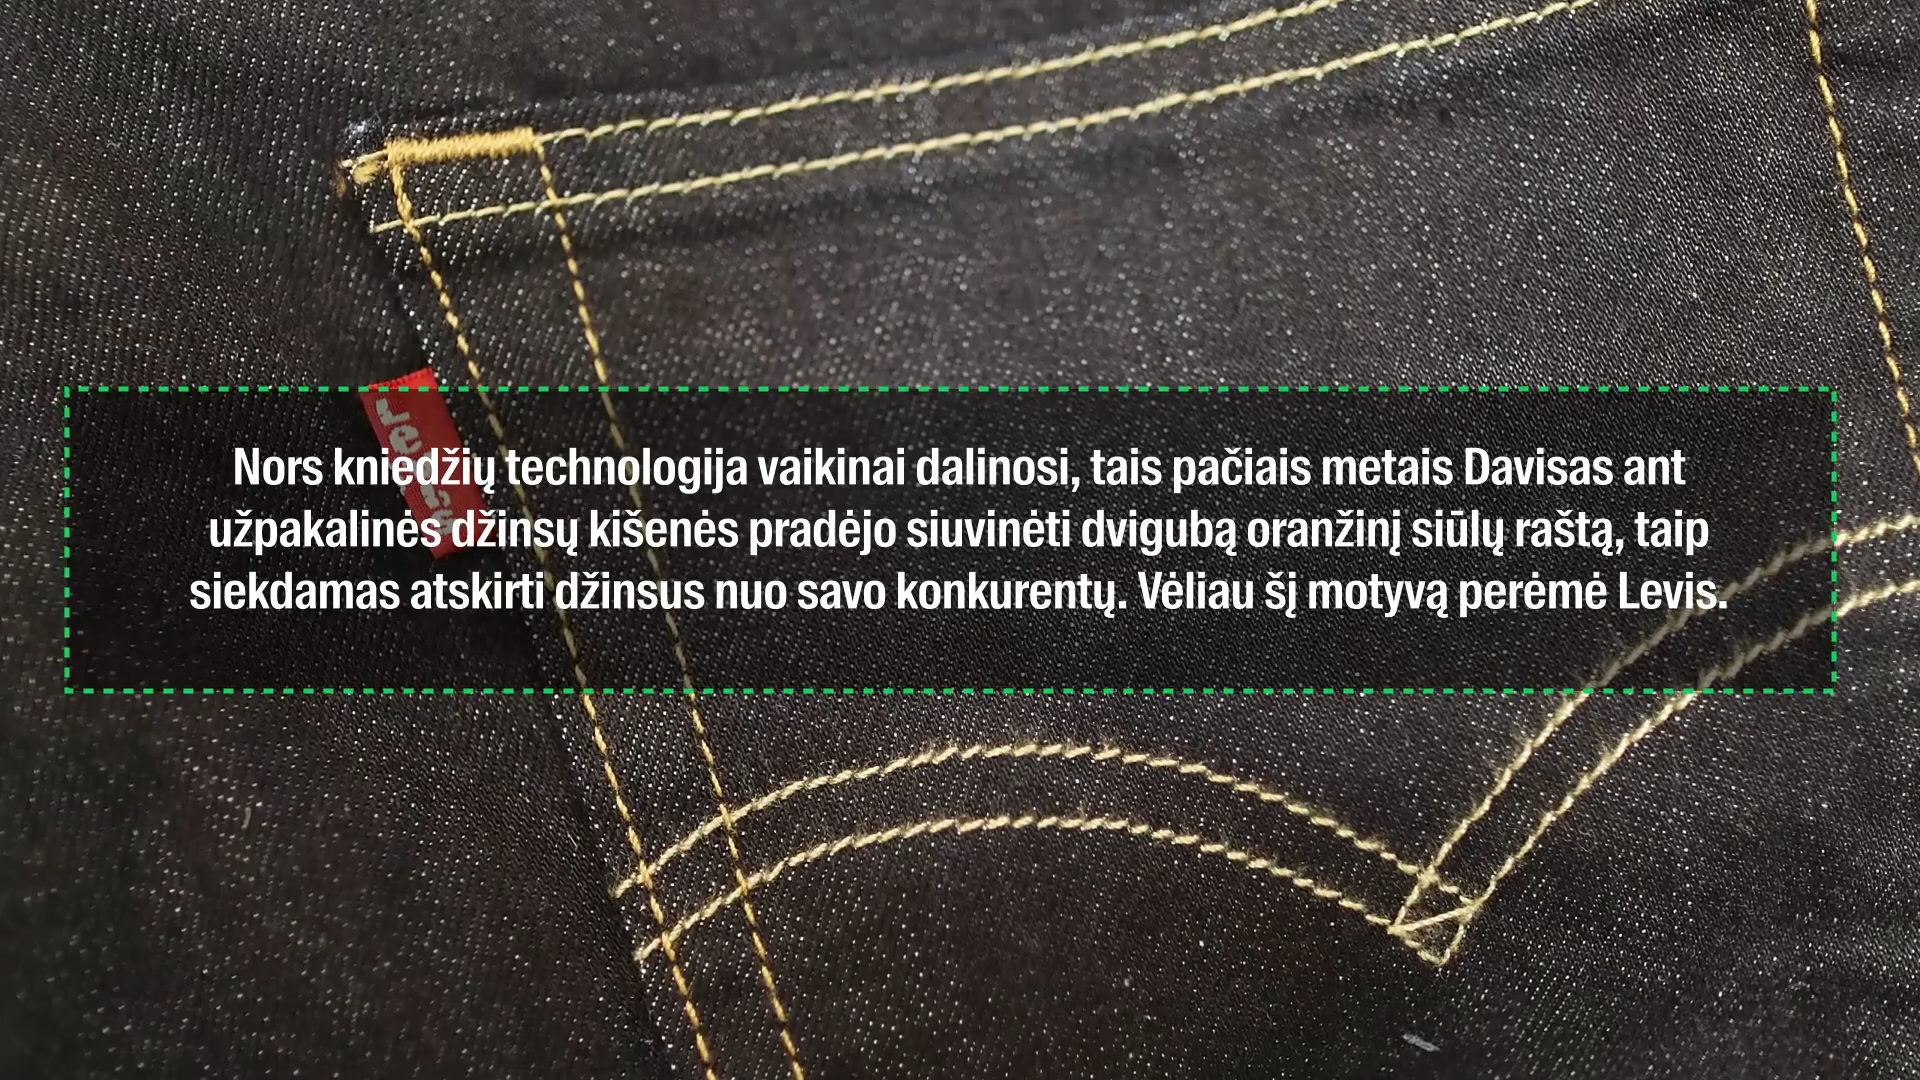 Nors kniedžių technologija vaikinai dalinosi, tais pačiais metais Davisas ant
užpakalinės džinsų kišenės pradėjo siuvinėti dvigubą oranžinį siūlų raštą, taip
siekdamas atskirti džinsus nuo savo konkurentų. Vėliau šį motyvą perėmė Levis.